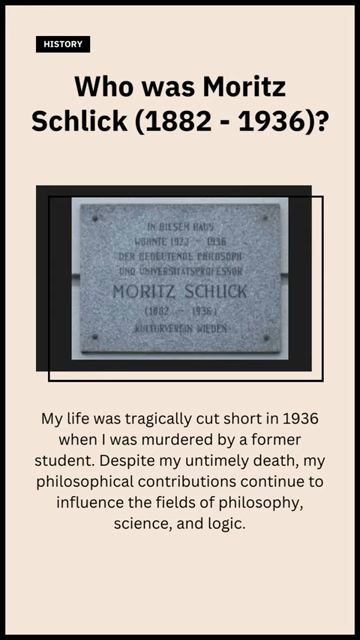 HISTORY
Who was Moritz
Schlick (1882 - 1936)?
IN DIESEM HAUS
WOHNTE 1922 - 1936
DER BEDEUTENDE PHILOSOPH
UND UNIVERSITÄTSPROFESSOR
MORITZ SCHLICK
(1882 - 1936)
KULTURVEREIN WIEDEN
My life was tragically cut short in 1936
when I was murdered by a former
student. Despite my untimely death, my
philosophical contributions continue to
influence the fields of philosophy,
science, and logic.